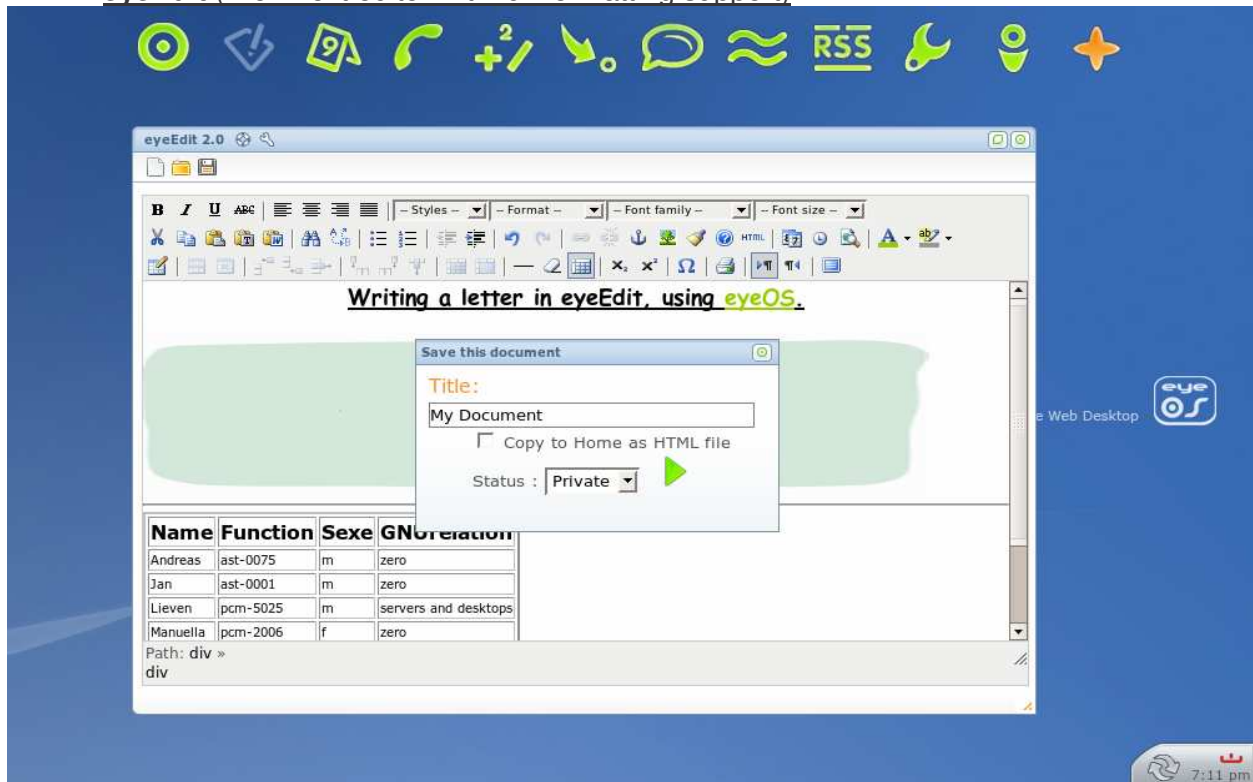 RSS
eyeEdit 2.0
B I U ABC -- Styles -- -- Format -- -- Font family -- -- Font size --
HTML
Writing a letter in eyeEdit, using eyeOS.
Save this document
Title:
My Document
Copy to Home as HTML file
Status : Private
e Web Desktop
eye OS
Name Function Sexe GNUrelation
Andreas ast-0075 m zero
Jan ast-0001 m zero
Lieven pcm-5025 m servers and desktops
Manuella pcm-2006 f zero
Path: div »
div
7:11 pm